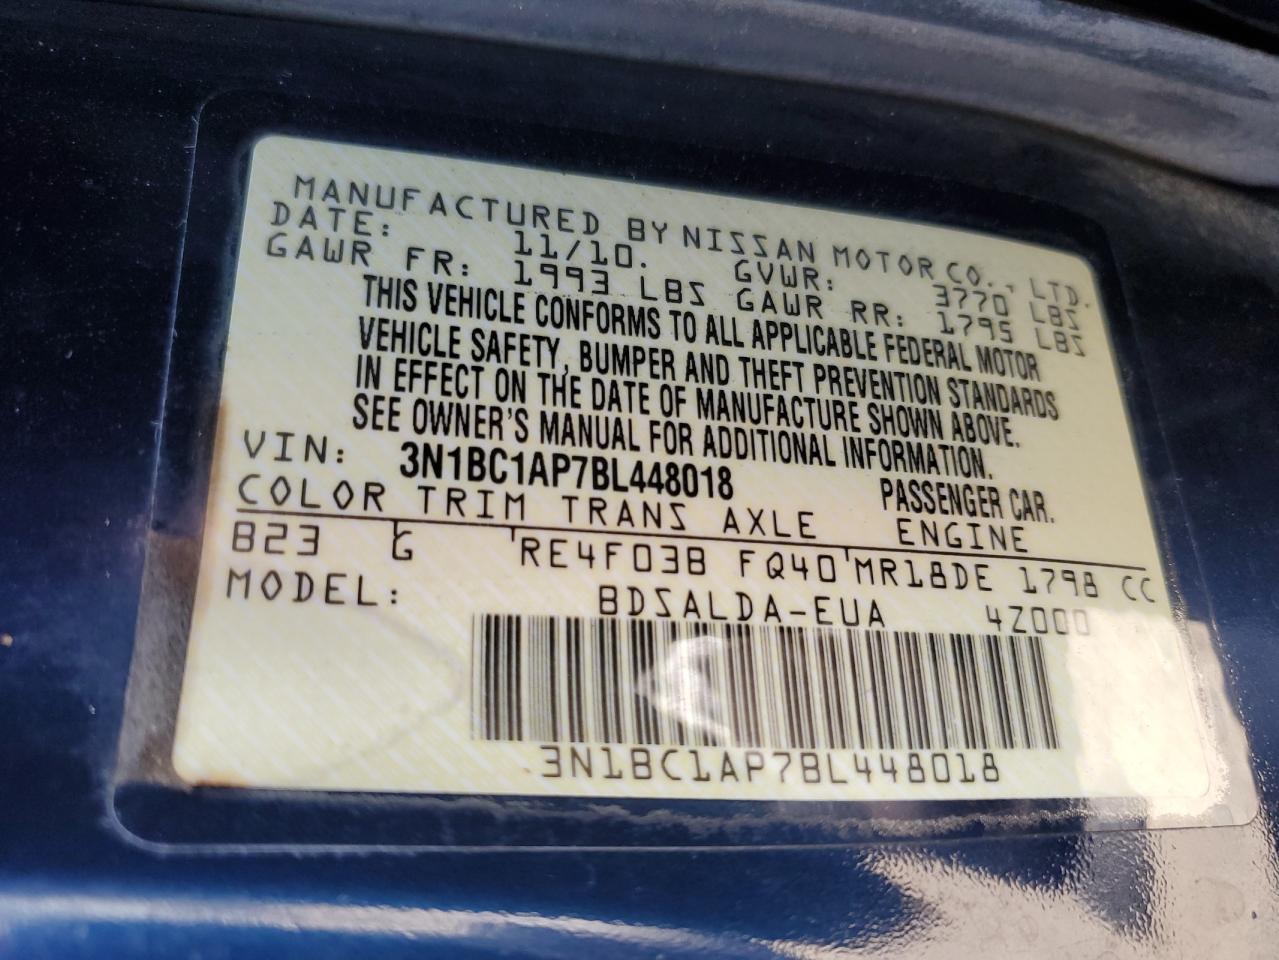 MANUFACTURED BY NISSAN MOTOR CO., LTD.
DATE: 11/10. GVWR: 3770 LBS
GAWR FR: 1993 LBS GAWR RR: 1795 LBS
THIS VEHICLE CONFORMS TO ALL APPLICABLE FEDERAL MOTOR
VEHICLE SAFETY, BUMPER AND THEFT PREVENTION STANDARDS
IN EFFECT ON THE DATE OF MANUFACTURE SHOWN ABOVE.
SEE OWNER'S MANUAL FOR ADDITIONAL INFORMATION.
VIN: 3N1BC1AP7BL448018 PASSENGER CAR.
COLOR TRIM TRANS AXLE ENGINE
B23 G RE4F03B FQ40 MR18DE 1798 CC
MODEL: BDSALDA-EUA 4Z000
3N1BC1AP7BL448018